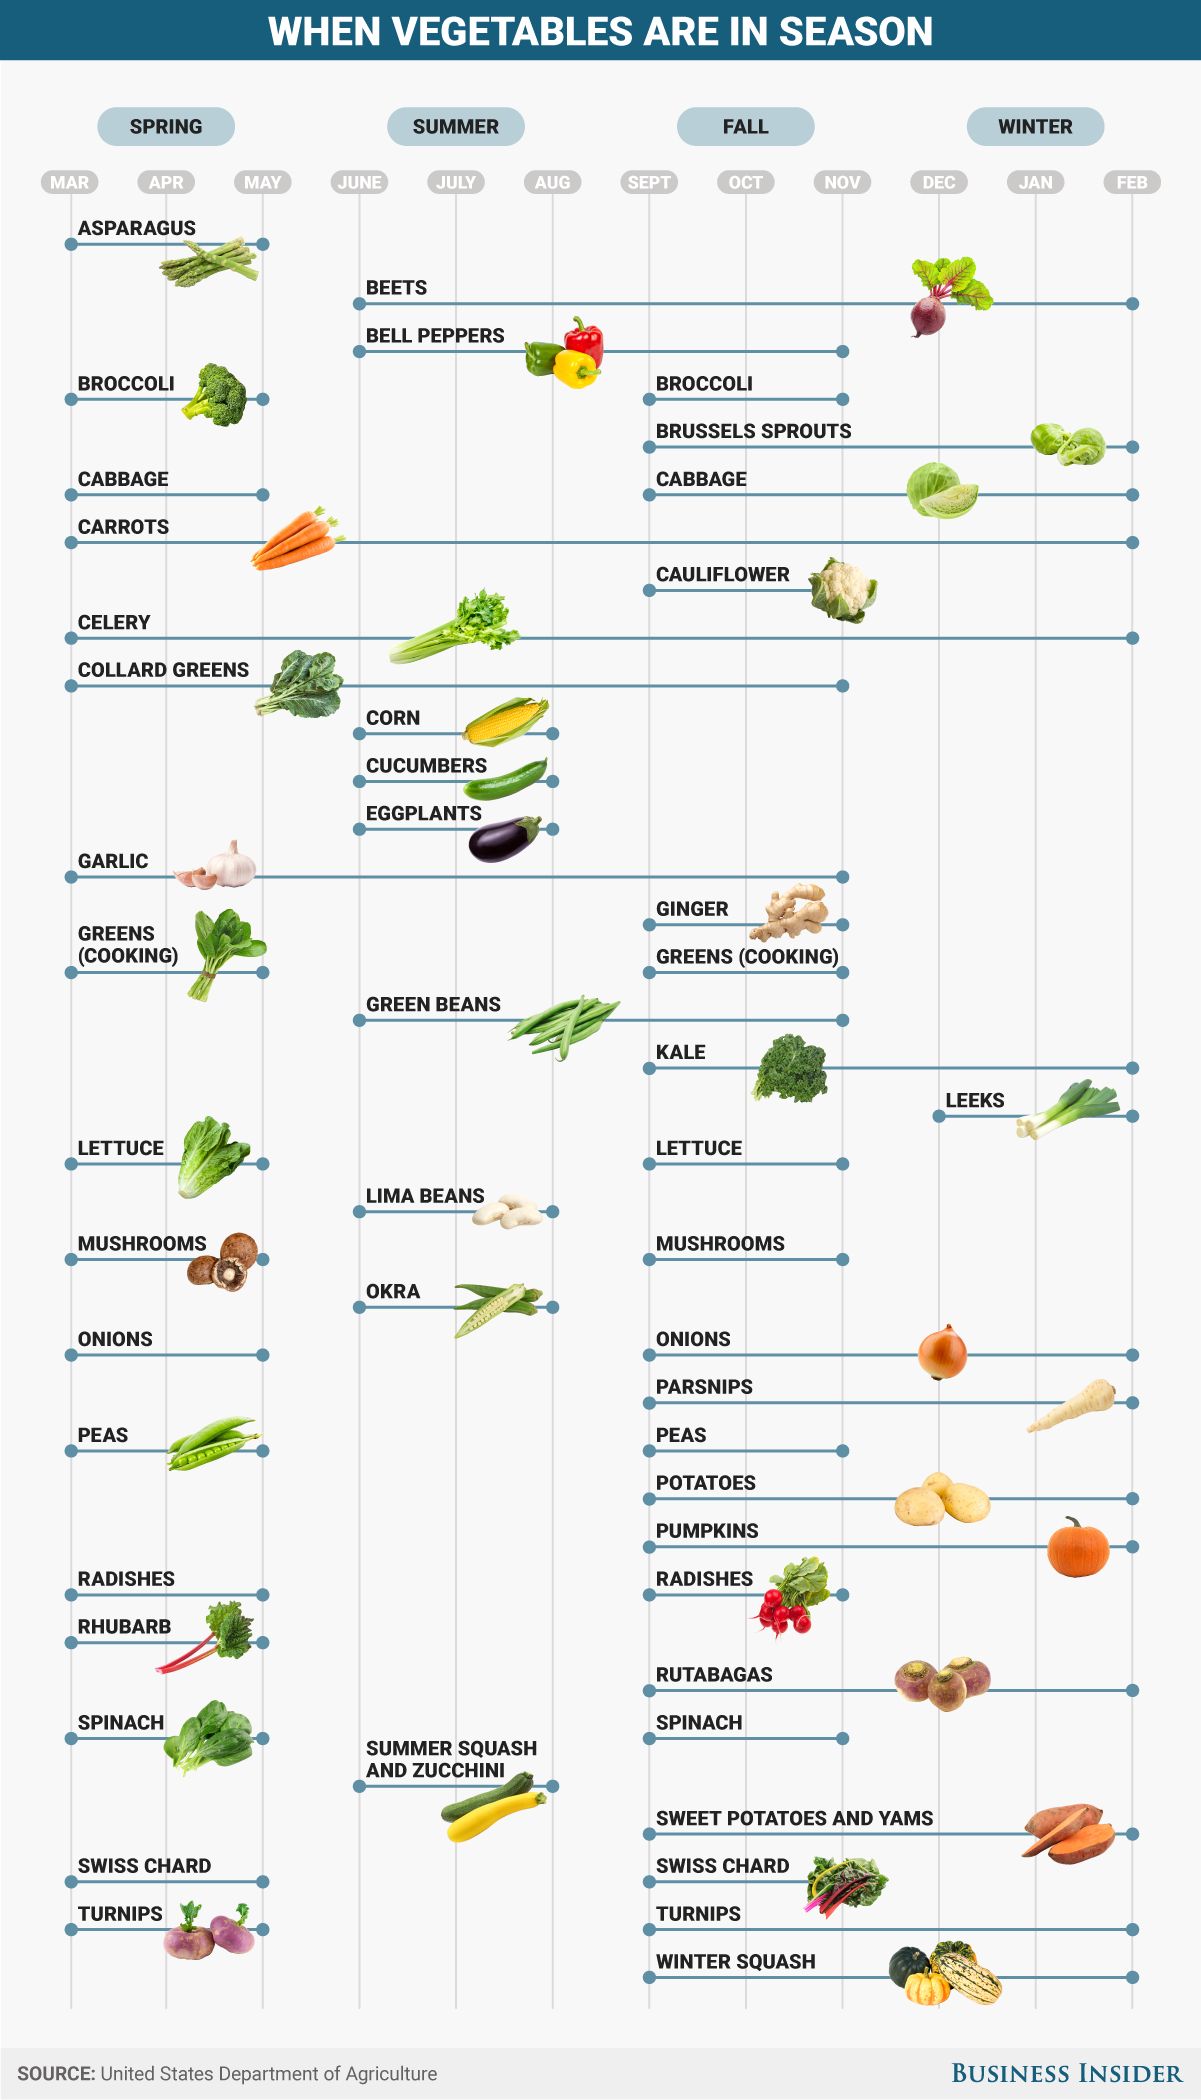 WHEN VEGETABLES ARE IN SEASON
SPRING SUMMER FALL WINTER
MAR APR MAY JUNE JULY AUG SEPT OCT NOV DEC JAN FEB
ASPARAGUS
BEETS
BELL PEPPERS
BROCCOLI BROCCOLI
BRUSSELS SPROUTS
CABBAGE CABBAGE
CARROTS
CAULIFLOWER
CELERY
COLLARD GREENS
CORN
CUCUMBERS
EGGPLANTS
GARLIC
GINGER
GREENS
(COOKING) GREENS (COOKING)
GREEN BEANS
KALE
LEEKS
LETTUCE LETTUCE
LIMA BEANS
MUSHROOMS MUSHROOMS
OKRA
ONIONS ONIONS
PARSNIPS
PEAS PEAS
POTATOES
PUMPKINS
RADISHES RADISHES
RHUBARB
RUTABAGAS
SPINACH SPINACH
SUMMER SQUASH
AND ZUCCHINI
SWEET POTATOES AND YAMS
SWISS CHARD SWISS CHARD
TURNIPS TURNIPS
WINTER SQUASH
SOURCE: United States Department of Agriculture BUSINESS INSIDER